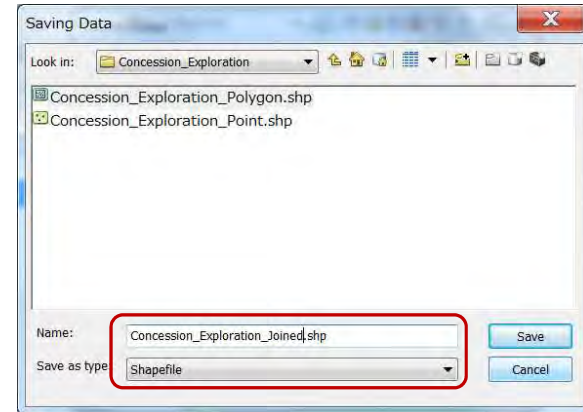 Saving Data
Look in: Concession_Exploration
Concession_Exploration_Polygon.shp
Concession_Exploration_Point.shp
Name: Concession_Exploration_Joined.shp Save
Save as type: Shapefile Cancel